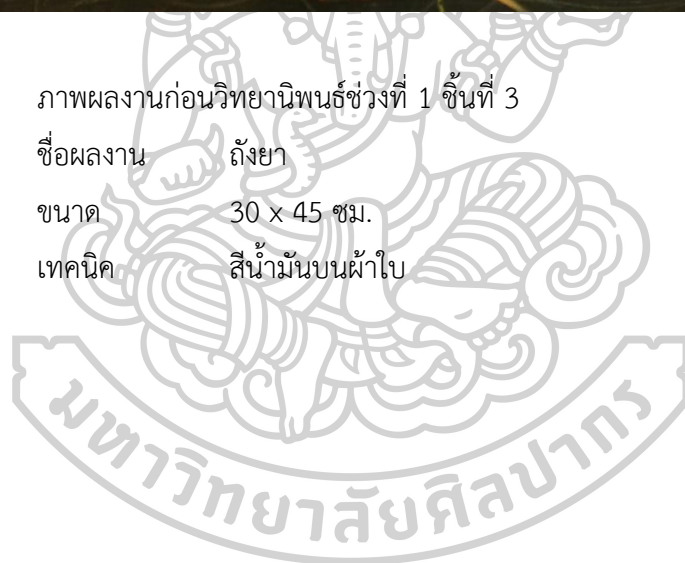 ภาพผลงานก่อนวิทยานิพนธ์ช่วงที่ 1 ชิ้นที่ 3
ชื่อผลงาน ถังยา
ขนาด 30 x 45 ซม.
เทคนิค สีน้ำมันบนผ้าใบ
มหาวิทยาลัยศิลปากร